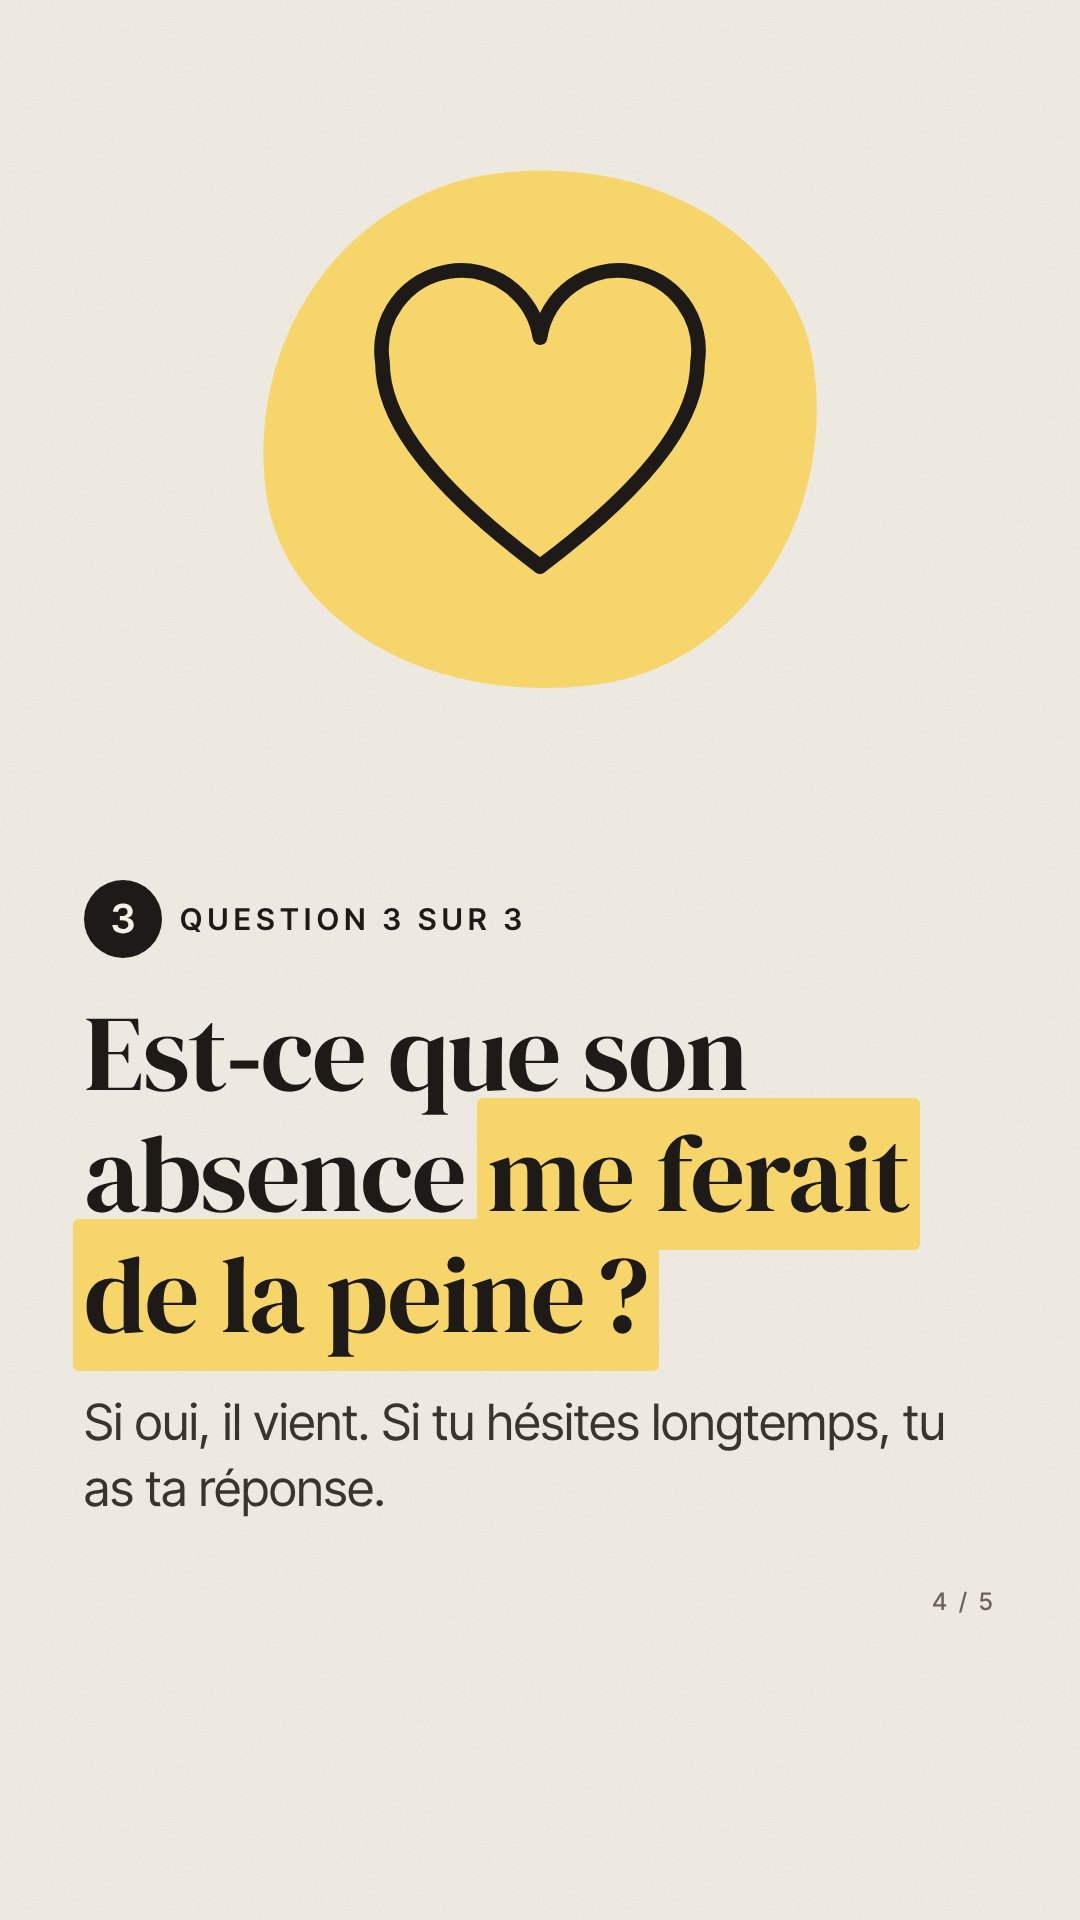 3 QUESTION 3 SUR 3
Est-ce que son
absence me ferait
de la peine ?
Si oui, il vient. Si tu hésites longtemps, tu
as ta réponse.
4 / 5